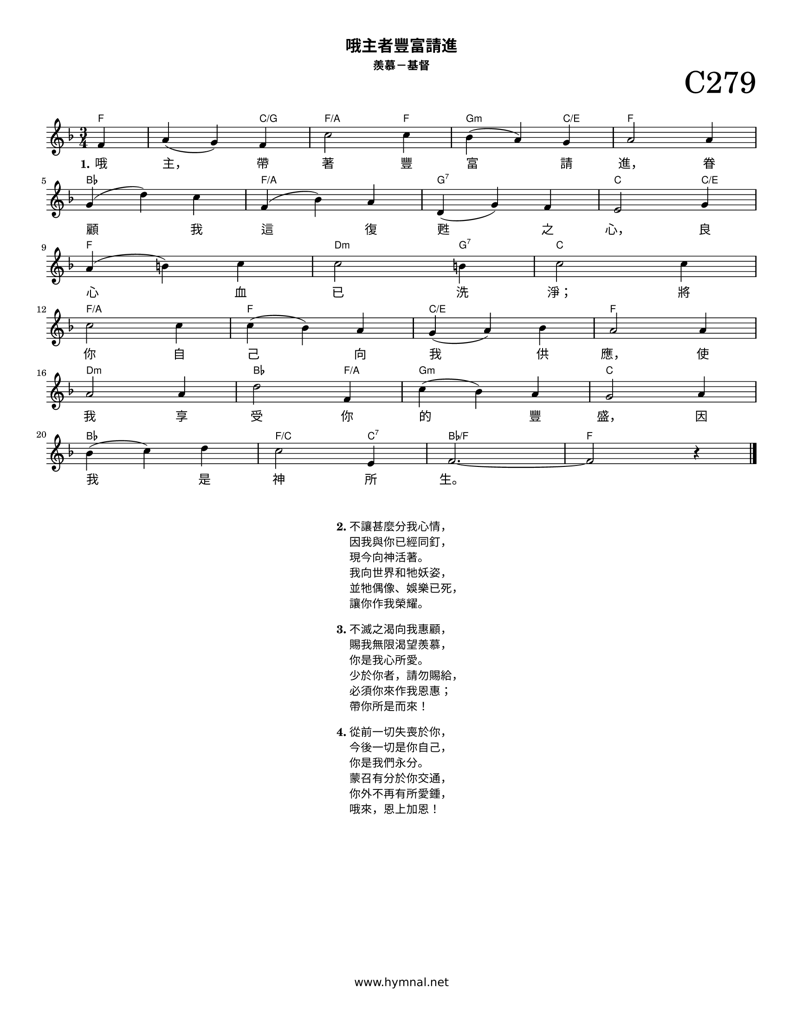 哦主者豐富請進
羨慕－基督
C279
F C/G F/A F Gm C/E F
1. 哦 主， 帶 著 豐 富 請 進， 眷
5 B♭ F/A G7 C C/E
顧 我 這 復 甦 之 心， 良
9 F Dm G7 C
心 血 已 洗 淨； 將
12 F/A F C/E F
你 自 己 向 我 供 應， 使
16 Dm B♭ F/A Gm C
我 享 受 你 的 豐 盛， 因
20 B♭ F/C C7 B♭/F F
我 是 神 所 生。
2. 不讓甚麼分我心情，
因我與你已經同釘，
現今向神活著。
我向世界和牠妖姿，
並牠偶像、娛樂已死，
讓你作我榮耀。
3. 不滅之渴向我惠顧，
賜我無限渴望羨慕，
你是我心所愛。
少於你者，請勿賜給，
必須你來作我恩惠；
帶你所是而來！
4. 從前一切失喪於你，
今後一切是你自己，
你是我們永分。
蒙召有分於你交通，
你外不再有所愛鍾，
哦來，恩上加恩！
www.hymnal.net